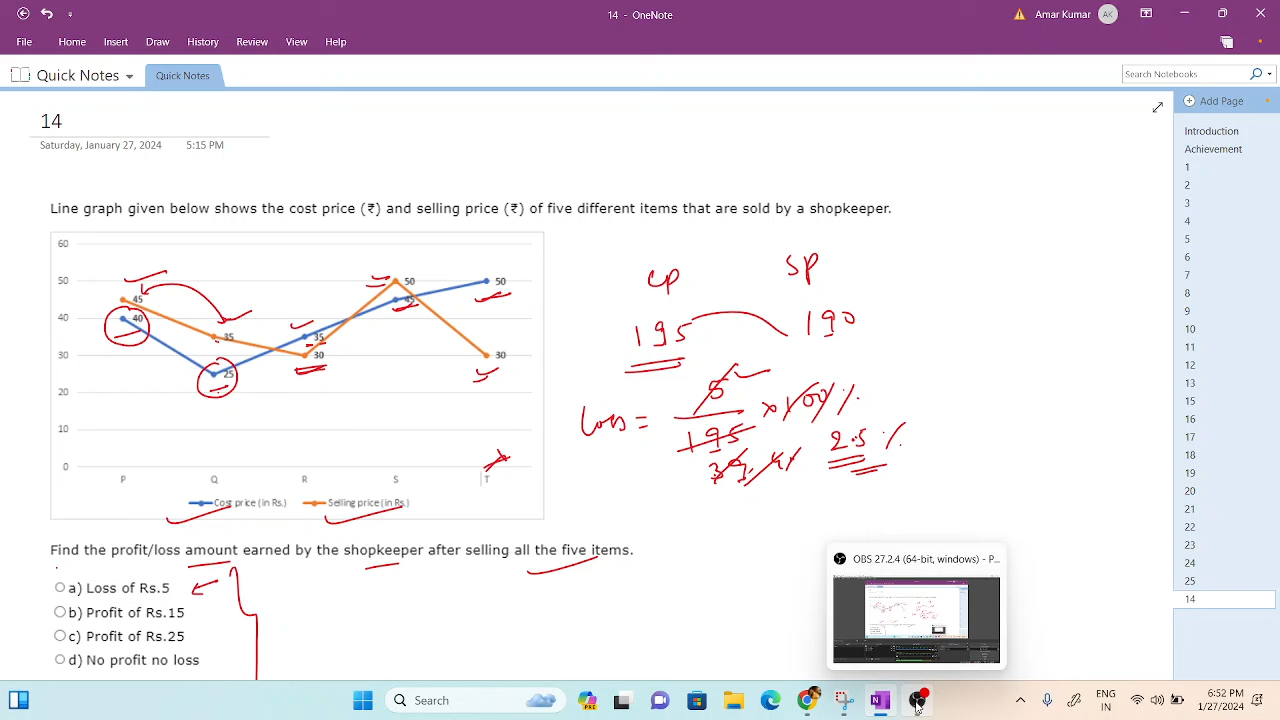 14 - OneNote
Amar Kumar
AK
File
Home
Insert
Draw
History
Review
View
Help
Quick Notes
Quick Notes
Search Notebooks
14
Saturday, January 27, 2024
5:15 PM
Line graph given below shows the cost price (₹) and selling price (₹) of five different items that are sold by a shopkeeper.
60
50
40
30
20
10
0
45
40
35
25
35
30
50
45
50
30
P
Q
R
S
T
Cost price (in Rs.)
Selling price (in Rs.)
CP
SP
195
190
Loss = 5/195 × 100 %
39
2.5 %
Find the profit/loss amount earned by the shopkeeper after selling all the five items.
a) Loss of Rs.5
b) Profit of Rs.15
c) Profit of Rs.25
d) No profit no loss
OBS 27.2.4 (64-bit, windows) - P...
Add Page
Introduction
Achievement
1
2
3
4
5
6
7
8
9
10
11
12
13
14
15
16
17
18
20
21
22
23
24
25
14
Search
PRE
ENG
IN
6:52 PM
1/27/2024